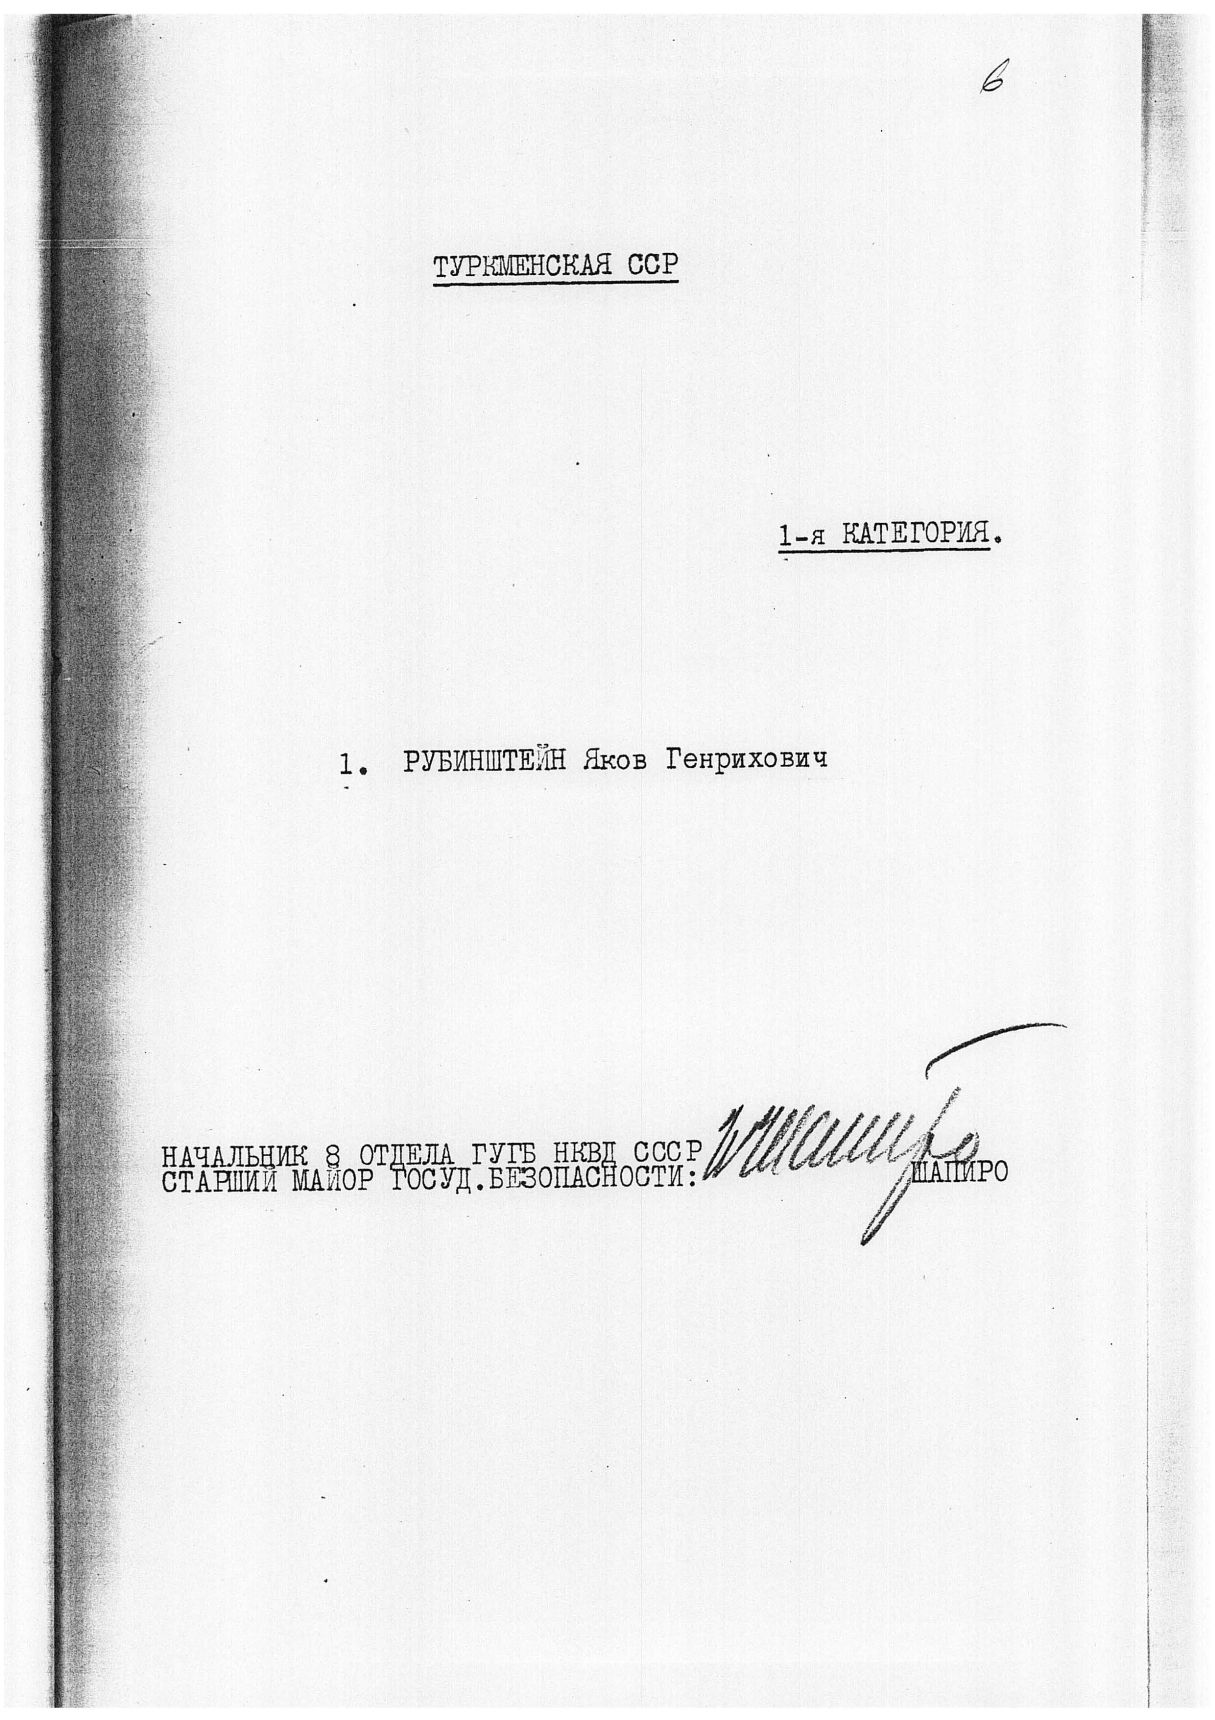 6
ТУРКМЕНСКАЯ ССР
1-я КАТЕГОРИЯ.
1. РУБИНШТЕЙН Яков Генрихович
НАЧАЛЬНИК 8 ОТДЕЛА ГУГБ НКВД СССР
СТАРШИЙ МАЙОР ГОСУД.БЕЗОПАСНОСТИ: ШАПИРО